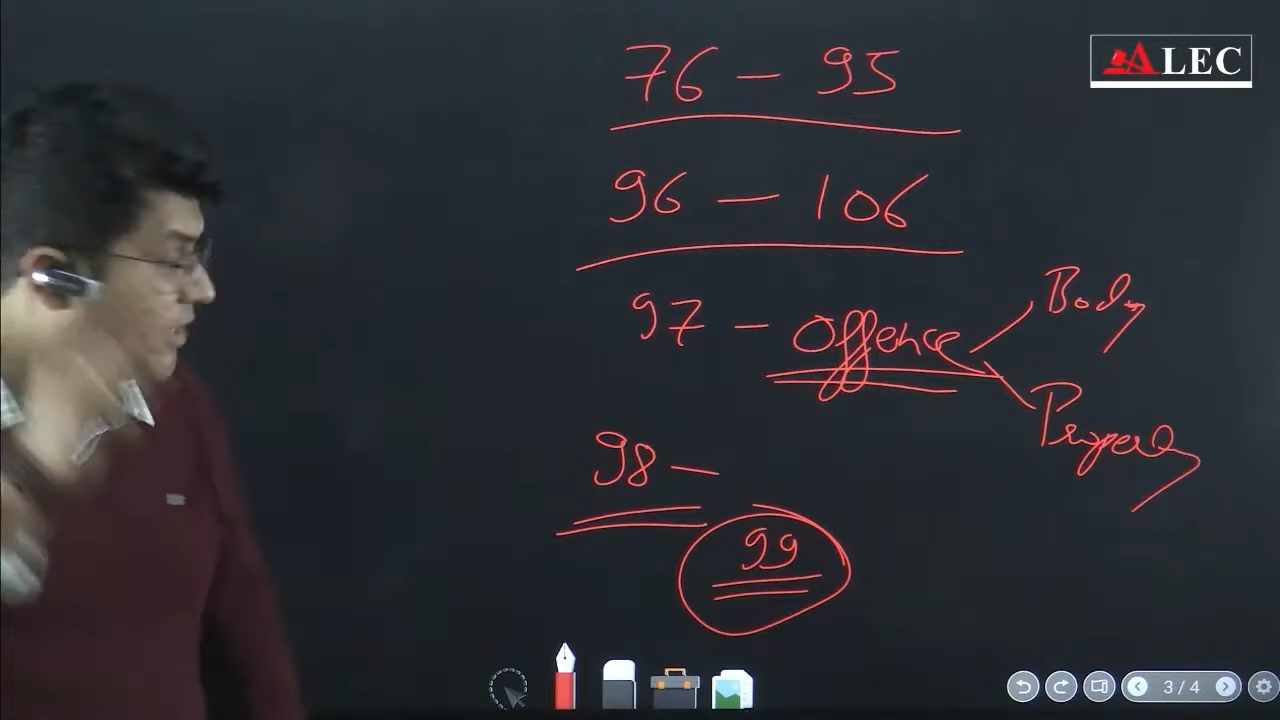 ALEC
76 - 95
96 - 106
97 - Offence
Body
Property
98 -
99
3 / 4